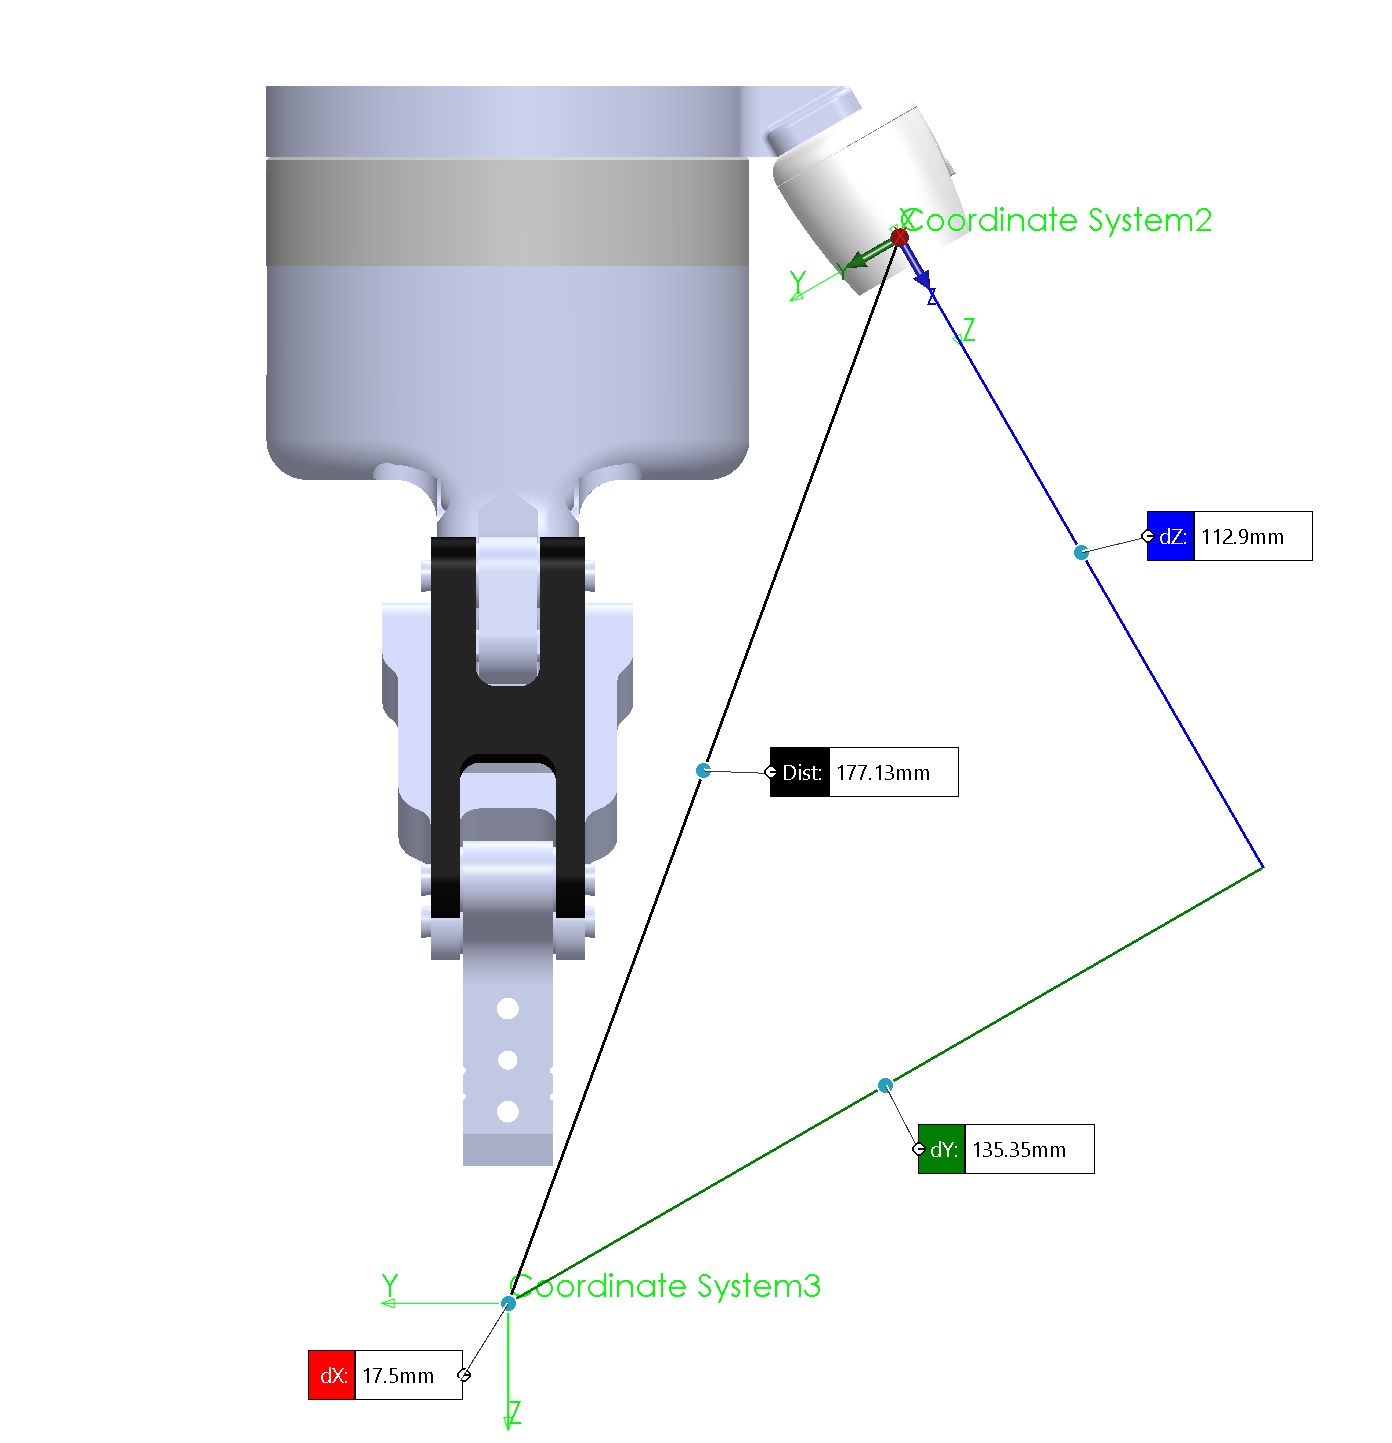 X
Coordinate System2
Y
Y
Z
Z
dZ: 112.9mm
Dist: 177.13mm
dY: 135.35mm
Y
Coordinate System3
dX: 17.5mm
Z